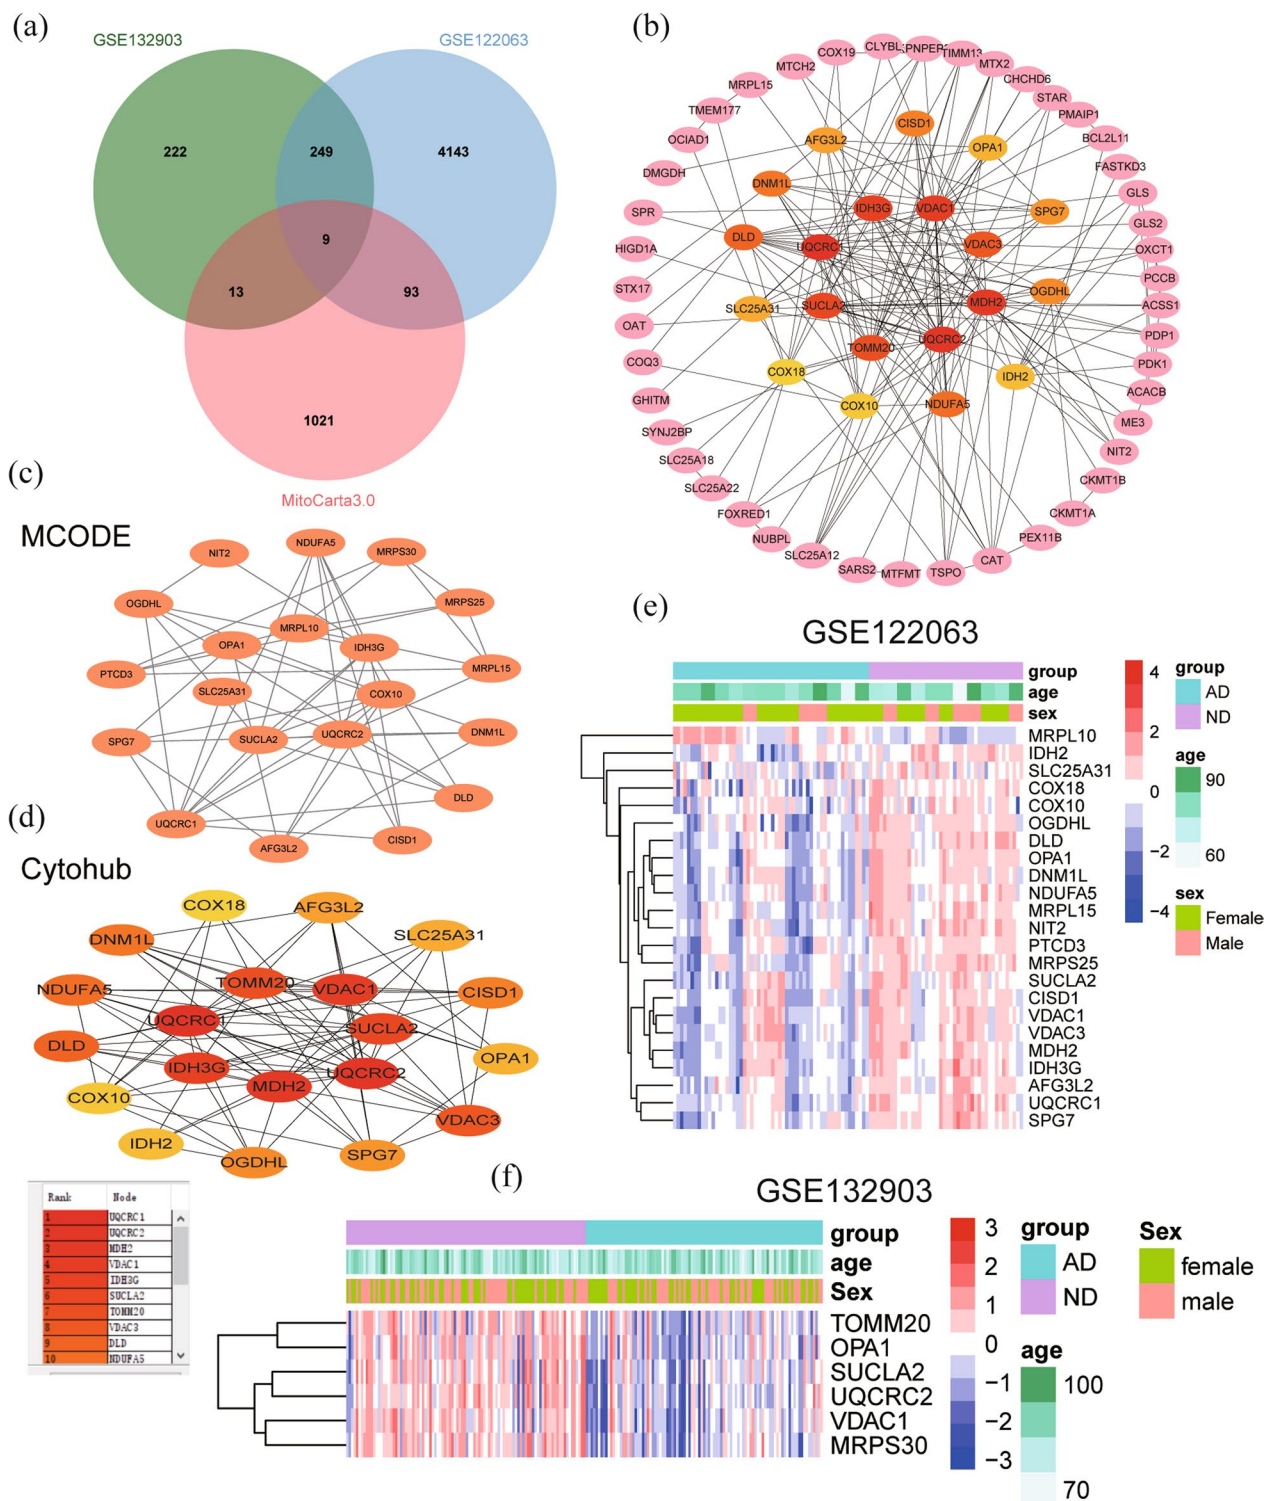 (a)
GSE132903
GSE122063
222
249
4143
9
13
93
1021
MitoCarta3.0
(b)
COX19
CLYBL
PNPEP
TIMM13
MTX2
MTCH2
CHCHD6
MRPL15
STAR
TMEM177
PMAIP1
OCIAD1
BCL2L11
DMGDH
FASTKD3
SPR
GLS
HIGD1A
GLS2
STX17
OXCT1
OAT
PCCB
COQ3
ACSS1
GHITM
PDP1
SYNJ2BP
PDK1
SLC25A18
ACACB
SLC25A22
ME3
FOXRED1
NIT2
NUBPL
CKMT1B
SLC25A12
CKMT1A
SARS2
PEX11B
MTFMT
CAT
TSPO
CISD1
AFG3L2
OPA1
DNM1L
IDH3G
VDAC1
SPG7
DLD
UQCRC1
VDAC3
SLC25A31
SUCLA2
MDH2
OGDHL
TOMM20
UQCRC2
COX18
IDH2
COX10
NDUFA5
(c)
MCODE
NDUFA5
NIT2
MRPS30
OGDHL
MRPS25
MRPL10
OPA1
IDH3G
PTCD3
MRPL15
SLC25A31
COX10
SPG7
SUCLA2
UQCRC2
DNM1L
DLD
UQCRC1
AFG3L2
CISD1
(d)
Cytohub
COX18
AFG3L2
DNM1L
SLC25A31
NDUFA5
TOMM20
VDAC1
CISD1
UQCRC1
SUCLA2
DLD
IDH3G
MDH2
UQCRC2
OPA1
COX10
VDAC3
IDH2
OGDHL
SPG7
Rank Node
1 UQCRC1
2 UQCRC2
3 MDH2
4 VDAC1
5 IDH3G
6 SUCLA2
7 TOMM20
8 VDAC3
9 DLD
10 NDUFA5
(e)
GSE122063
group
age
sex
MRPL10
IDH2
SLC25A31
COX18
COX10
OGDHL
DLD
OPA1
DNM1L
NDUFA5
MRPL15
NIT2
PTCD3
MRPS25
SUCLA2
CISD1
VDAC1
VDAC3
MDH2
IDH3G
AFG3L2
UQCRC1
SPG7
4
2
0
−2
−4
group
AD
ND
age
90
60
sex
Female
Male
(f)
GSE132903
group
age
Sex
TOMM20
OPA1
SUCLA2
UQCRC2
VDAC1
MRPS30
3
2
1
0
−1
−2
−3
group
AD
ND
age
100
70
Sex
female
male